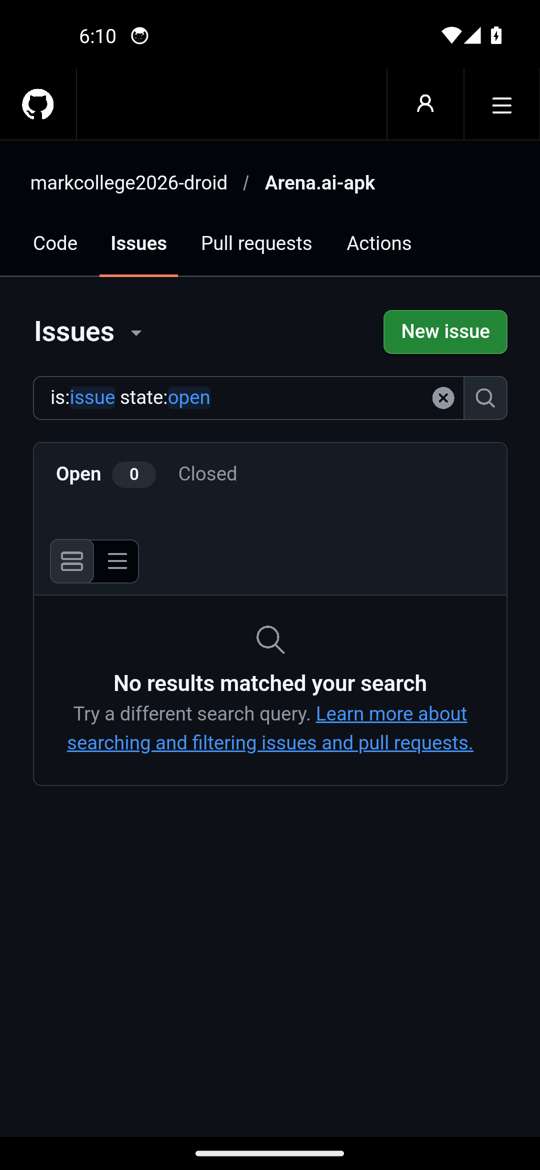 6:10
markcollege2026-droid / Arena.ai-apk
Code Issues Pull requests Actions
Issues New issue
is:issue state:open
Open 0 Closed
No results matched your search
Try a different search query. Learn more about
searching and filtering issues and pull requests.